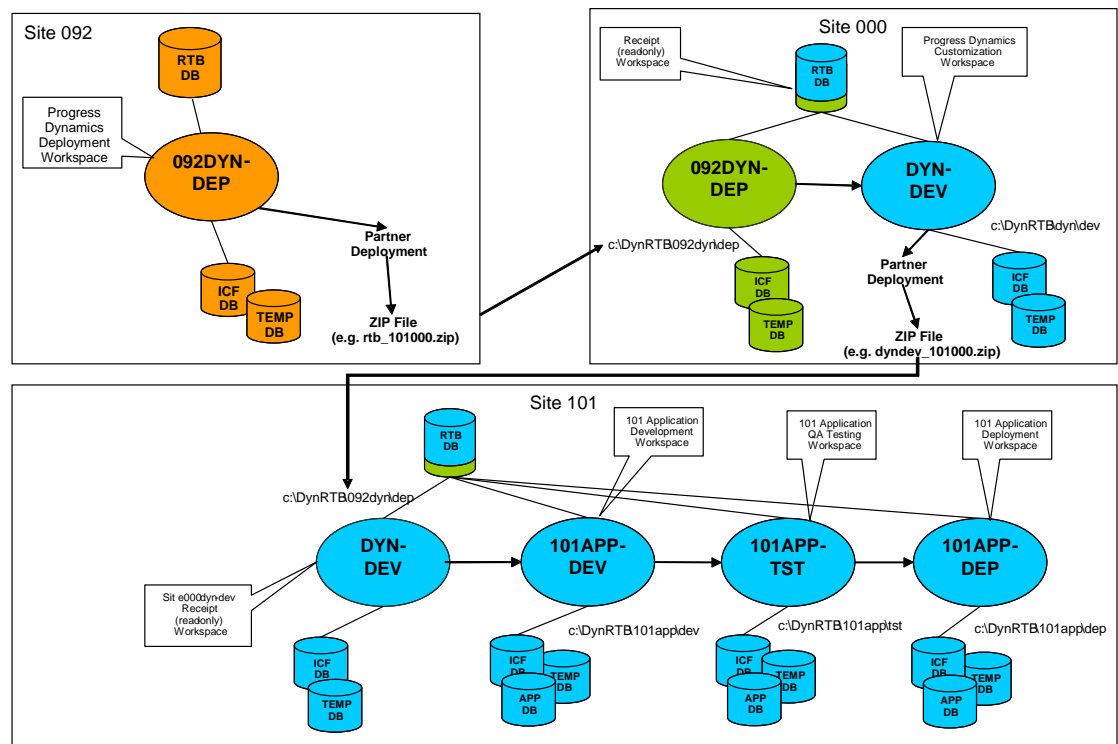 Site 092
RTB
DB
Progress
Dynamics
Deployment
Workspace
092DYN-
DEP
Partner
Deployment
ICF
DB
TEMP
DB
ZIP File
(e.g. rtb_101000.zip)
Site 000
Receipt
(readonly)
Workspace
RTB
DB
Progress Dynamics
Customization
Workspace
092DYN-
DEP
DYN-
DEV
c:\DynRTB\092dyn\dep
c:\DynRTB\dyn\dev
Partner
Deployment
ICF
DB
TEMP
DB
ICF
DB
TEMP
DB
ZIP File
(e.g. dyndev_101000.zip)
Site 101
RTB
DB
101 Application
Development
Workspace
101 Application
QA Testing
Workspace
101 Application
Deployment
Workspace
c:\DynRTB\092dyn\dep
DYN-
DEV
101APP-
DEV
101APP-
TST
101APP-
DEP
Sit e000dyn-dev
Receipt
(readonly)
Workspace
c:\DynRTB\101app\dev
c:\DynRTB\101app\tst
c:\DynRTB\101app\dep
ICF
DB
TEMP
DB
ICF
DB
TEMP
DB
APP
DB
ICF
DB
TEMP
DB
APP
DB
ICF
DB
TEMP
DB
APP
DB